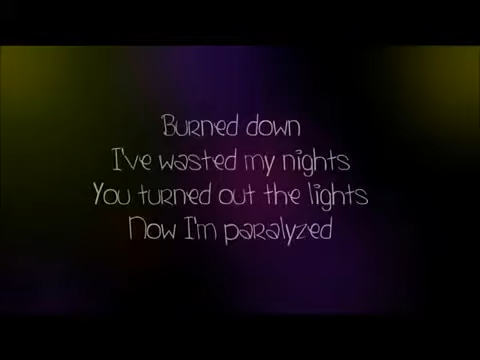 Burned down
I've wasted my nights
You turned out the lights
Now I'm paralyzed